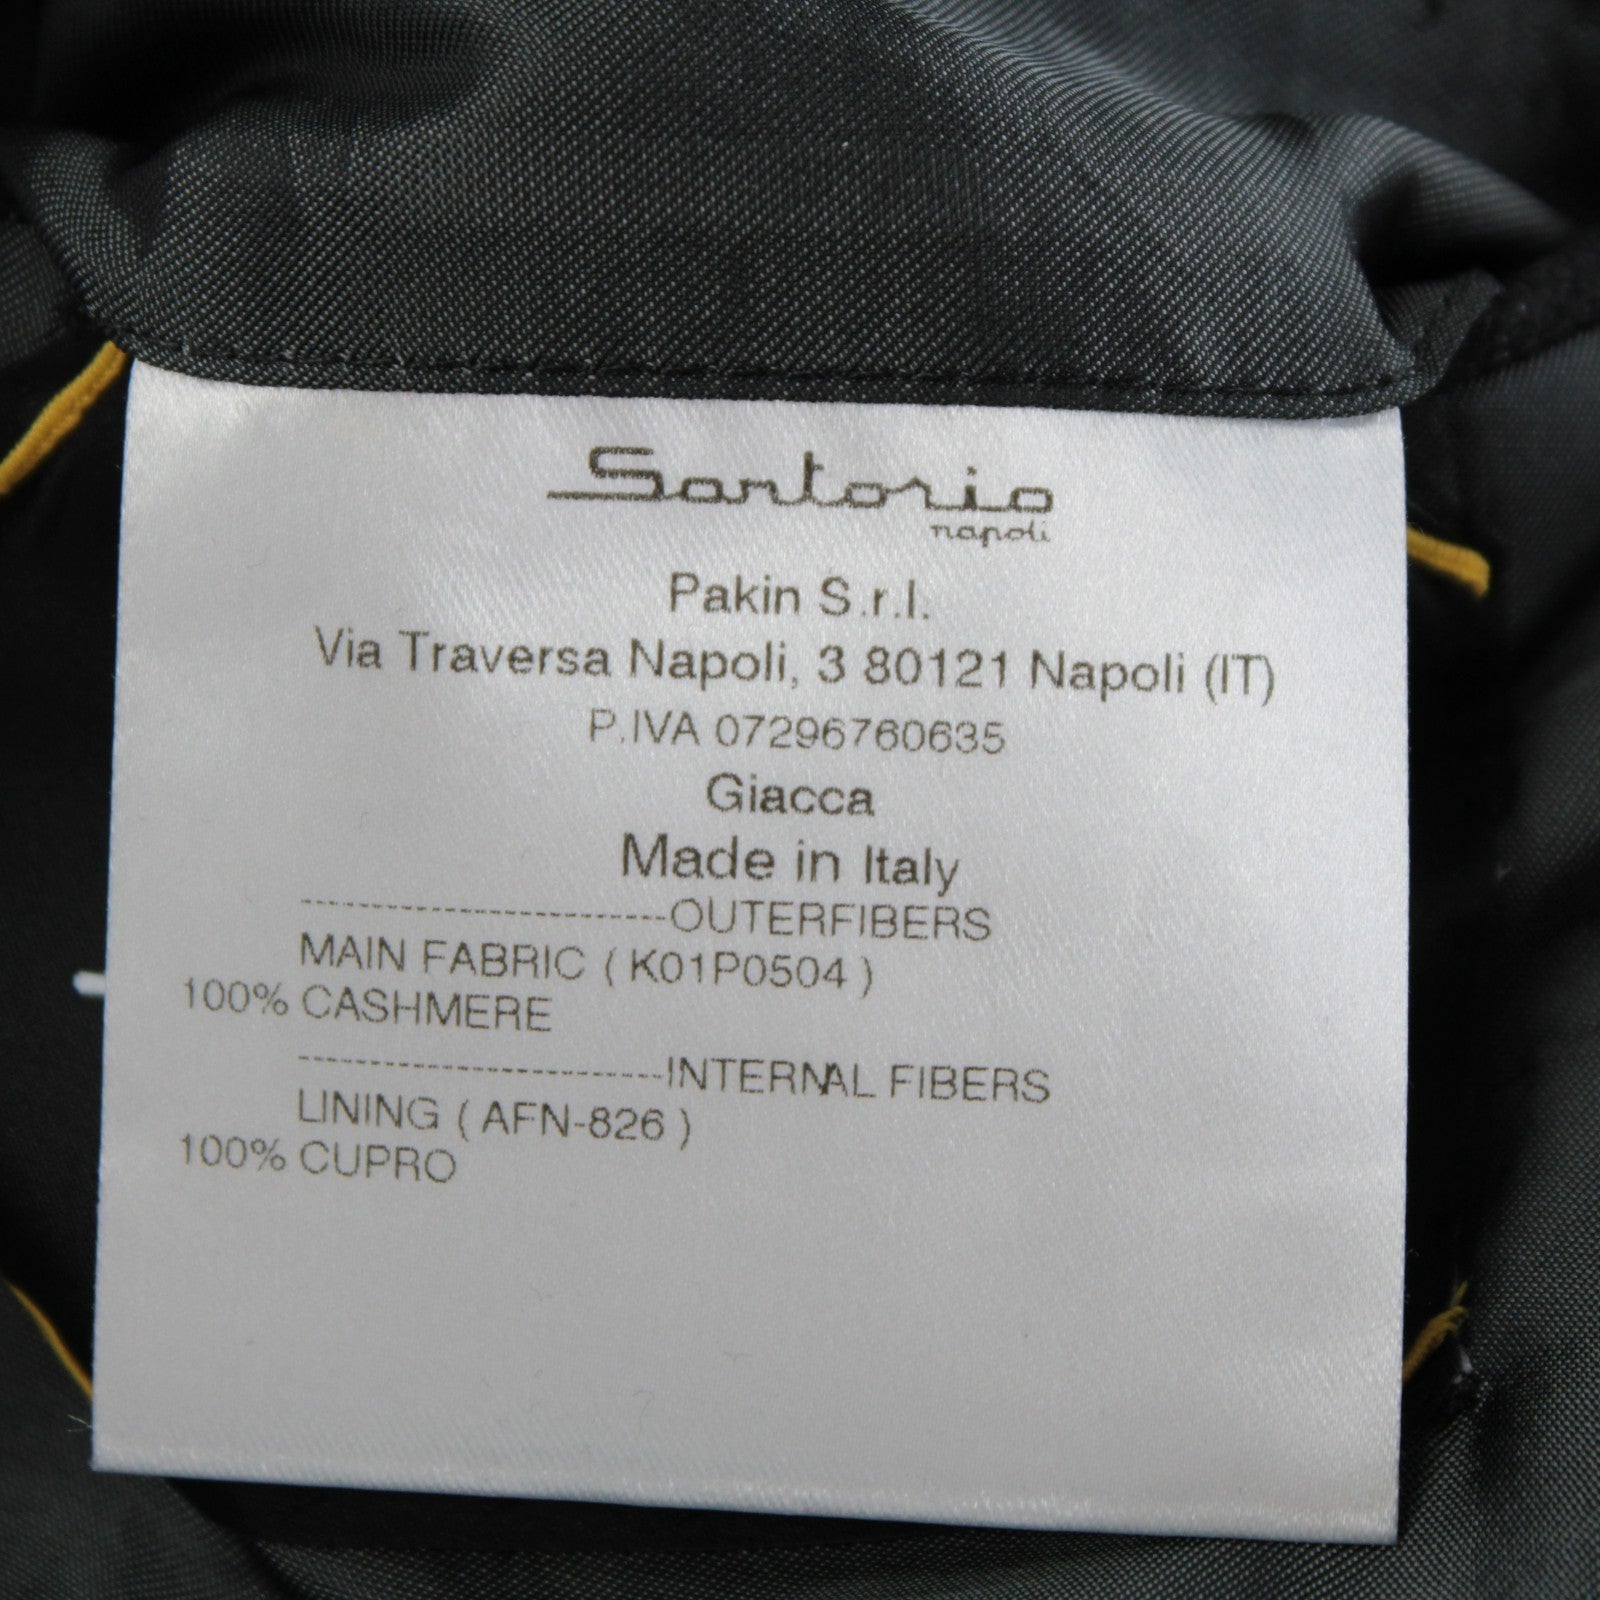 Sartorio
napoli
Pakin S.r.l.
Via Traversa Napoli, 3 80121 Napoli (IT)
P.IVA 07296760635
Giacca
Made in Italy
-------------------------OUTERFIBERS
MAIN FABRIC ( K01P0504 )
100% CASHMERE
-------------------------INTERNAL FIBERS
LINING ( AFN-826 )
100% CUPRO